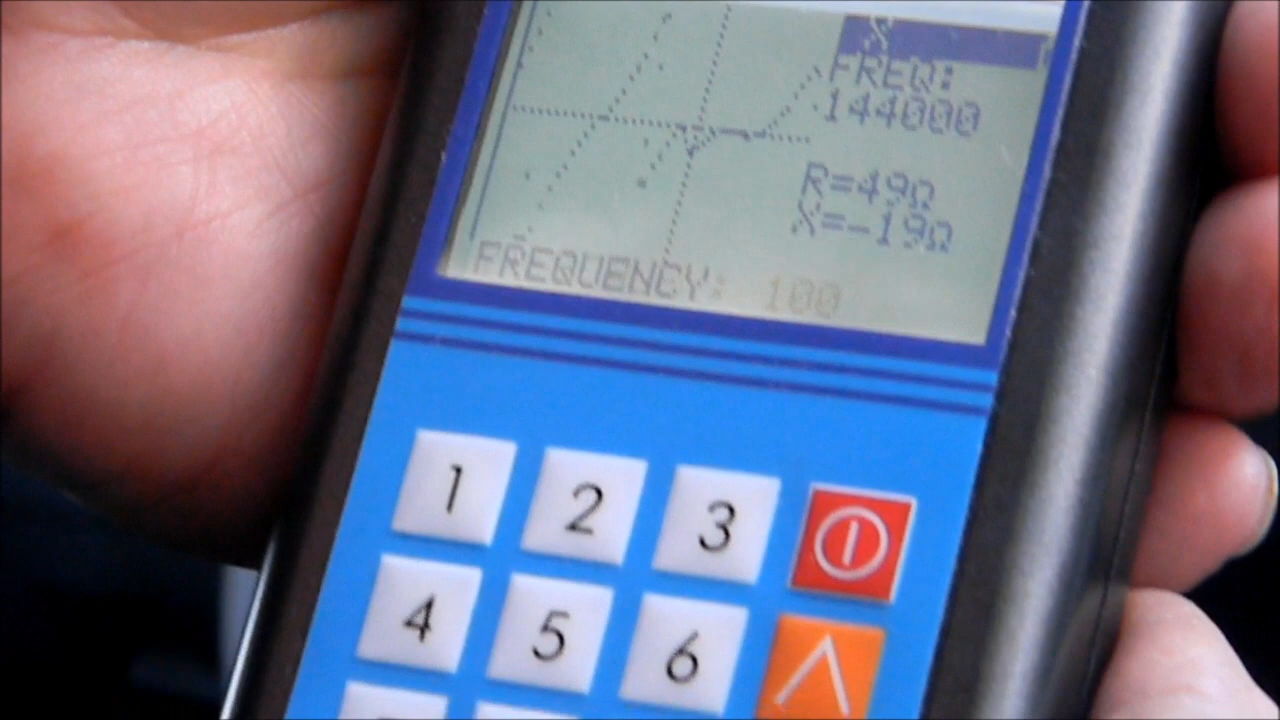 X
FREQ:
144000
R=49Ω
X=-19Ω
FREQUENCY: 100
1 2 3
4 5 6